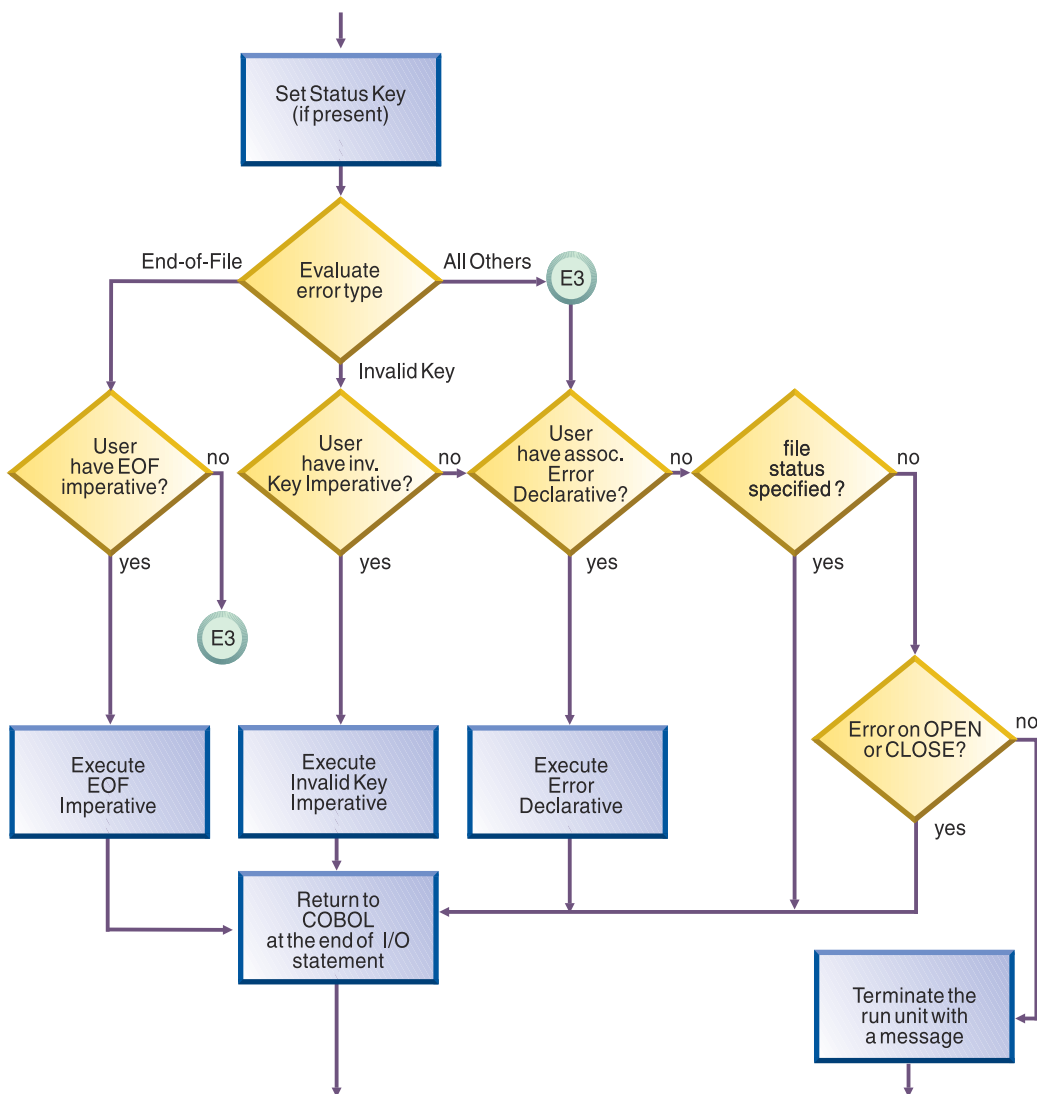 Set Status Key
(if present)
End-of-File
All Others
Evaluate
error type
E3
Invalid Key
User
have EOF
imperative?
no
User
have inv.
Key Imperative?
no
User
have assoc.
Error
Declarative?
no
file
status
specified ?
no
yes
yes
yes
yes
E3
Error on OPEN
or CLOSE?
no
yes
Execute
EOF
Imperative
Execute
Invalid Key
Imperative
Execute
Error
Declarative
Return to
COBOL
at the end of I/O
statement
Terminate the
run unit with
a message